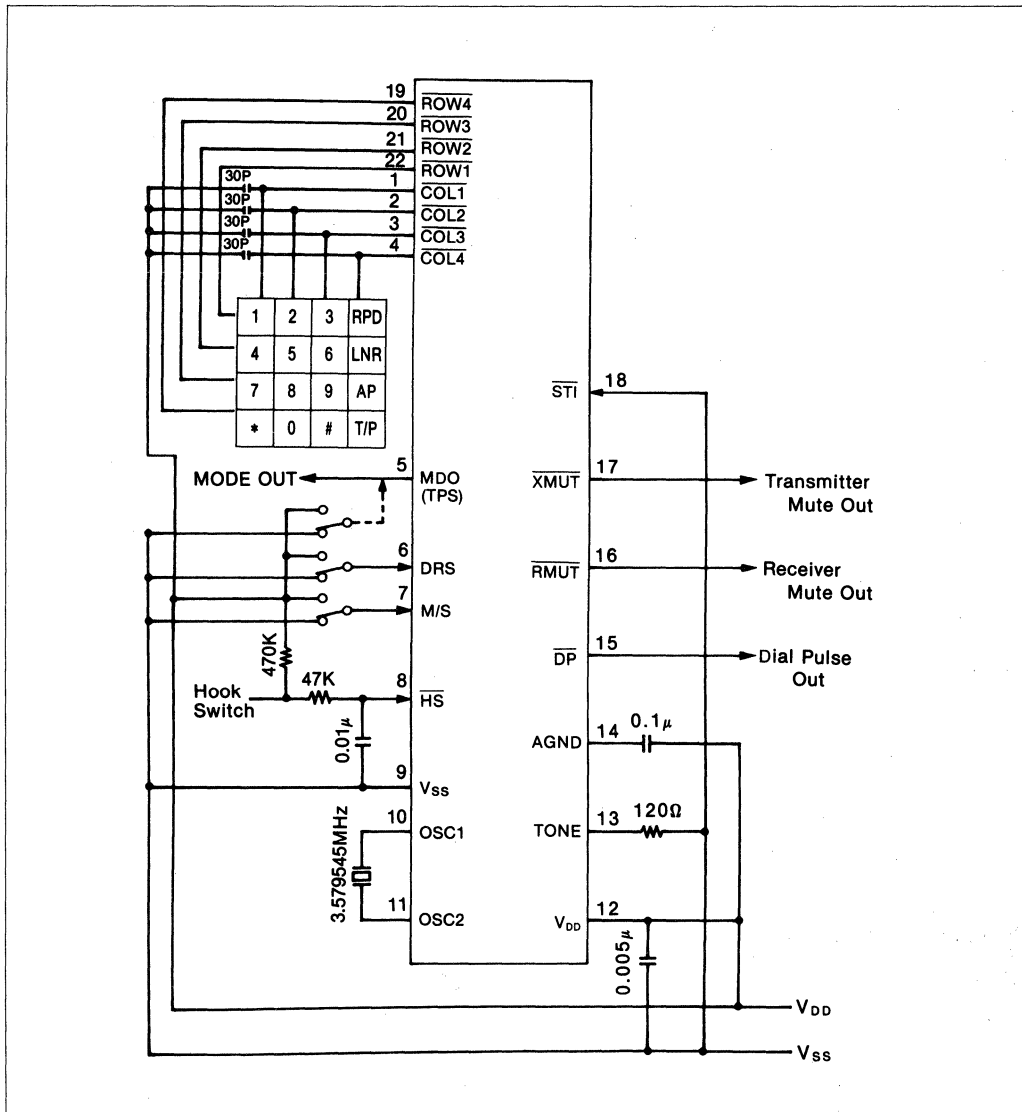 19
ROW4
20
ROW3
21
ROW2
22
ROW1
30P
1
COL1
30P
2
COL2
30P
3
COL3
30P
4
COL4
1 2 3 RPD
4 5 6 LNR
7 8 9 AP
* 0 # T/P
MODE OUT
5
MDO
(TPS)
6
DRS
7
M/S
470K
47K
Hook
Switch
8
HS
0.01μ
9
VSS
10
OSC1
3.579545MHz
11
OSC2
STI
18
XMUT
17
Transmitter
Mute Out
RMUT
16
Receiver
Mute Out
DP
15
Dial Pulse
Out
AGND
14
0.1μ
TONE
13
120Ω
VDD
12
0.005μ
VDD
VSS